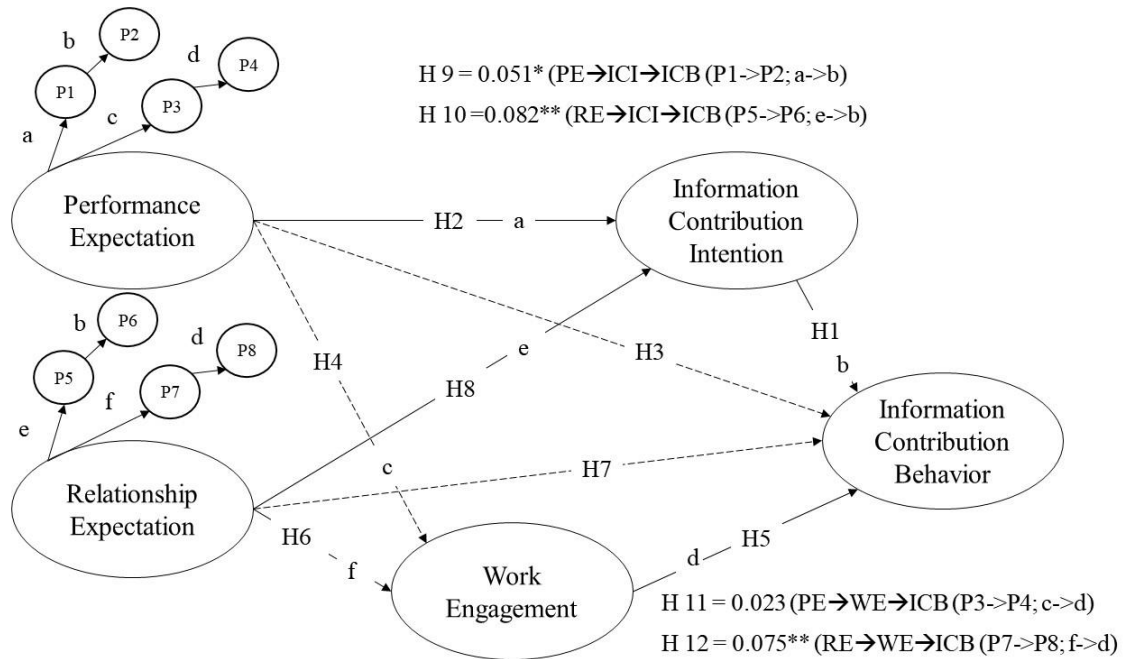 b
P2
d
P4
P1
c
P3
a
H 9 = 0.051* (PE➔ICI➔ICB (P1->P2; a->b)
H 10 =0.082** (RE➔ICI➔ICB (P5->P6; e->b)
Performance
Expectation
H2
a
Information
Contribution
Intention
b
P6
d
P8
P5
f
P7
e
H4
H8
e
H3
H1
b
Relationship
Expectation
c
H7
Information
Contribution
Behavior
H6
f
Work
Engagement
d
H5
H 11 = 0.023 (PE➔WE➔ICB (P3->P4; c->d)
H 12 = 0.075** (RE➔WE➔ICB (P7->P8; f->d)